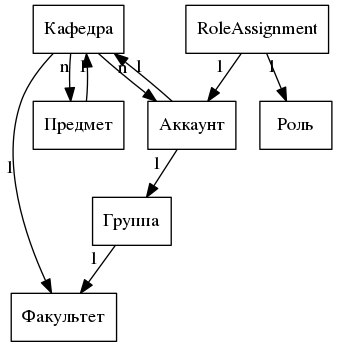 Кафедра
RoleAssignment
n
1
n
1
1
1
Предмет
Аккаунт
Роль
1
1
Группа
1
Факультет